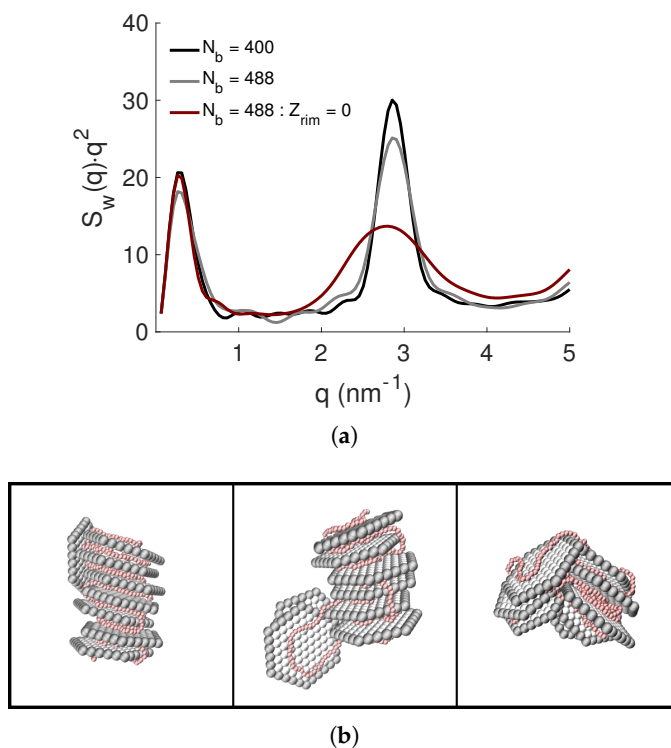 40
30
20
10
0
S_w(q)·q^2
N_b = 400
N_b = 488
N_b = 488 : Z_rim = 0
1 2 3 4 5
q (nm^-1)
(a)
(b)